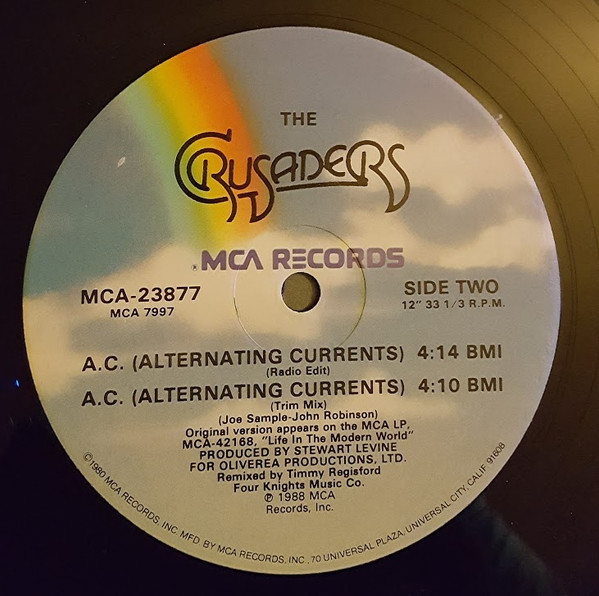 THE
CRUSADERS
MCA RECORDS
MCA-23877
MCA 7997
SIDE TWO
12" 33 1/3 R.P.M.
A.C. (ALTERNATING CURRENTS) 4:14 BMI
(Radio Edit)
A.C. (ALTERNATING CURRENTS) 4:10 BMI
(Trim Mix)
(Joe Sample-John Robinson)
Original version appears on the MCA LP,
MCA-42168, "Life In The Modern World"
PRODUCED BY STEWART LEVINE
FOR OLIVEREA PRODUCTIONS, LTD.
Remixed by Timmy Regisford
Four Knights Music Co.
℗ 1988 MCA
Records, Inc.
©1980 MCA RECORDS, INC. MFD. BY MCA RECORDS, INC., 70 UNIVERSAL PLAZA, UNIVERSAL CITY, CALIF. 91608